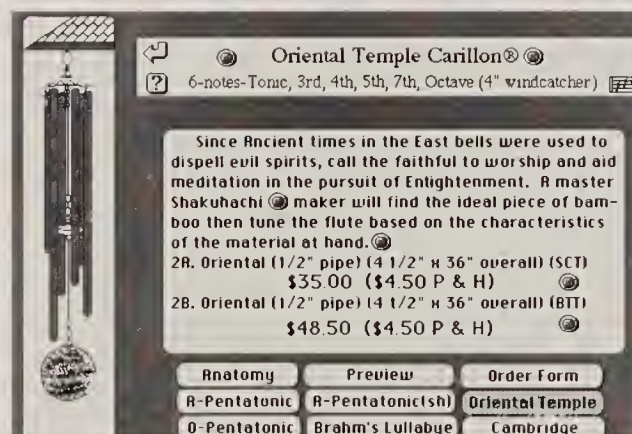 Oriental Temple Carillon®
? 6-notes-Tonic, 3rd, 4th, 5th, 7th, Octave (4" windcatcher)
Since Ancient times in the East bells were used to
dispell evil spirits, call the faithful to worship and aid
meditation in the pursuit of Enlightenment. A master
Shakuhachi maker will find the ideal piece of bam-
boo then tune the flute based on the characteristics
of the material at hand.
2A. Oriental (1/2" pipe) (4 1/2" x 36" overall) (SCT)
$35.00 ($4.50 P & H)
2B. Oriental (1/2" pipe) (4 1/2" x 36" overall) (BTT)
$48.50 ($4.50 P & H)
Anatomy Preview Order Form
A-Pentatonic A-Pentatonic(sh) Oriental Temple
O-Pentatonic Brahm's Lullabye Cambridge